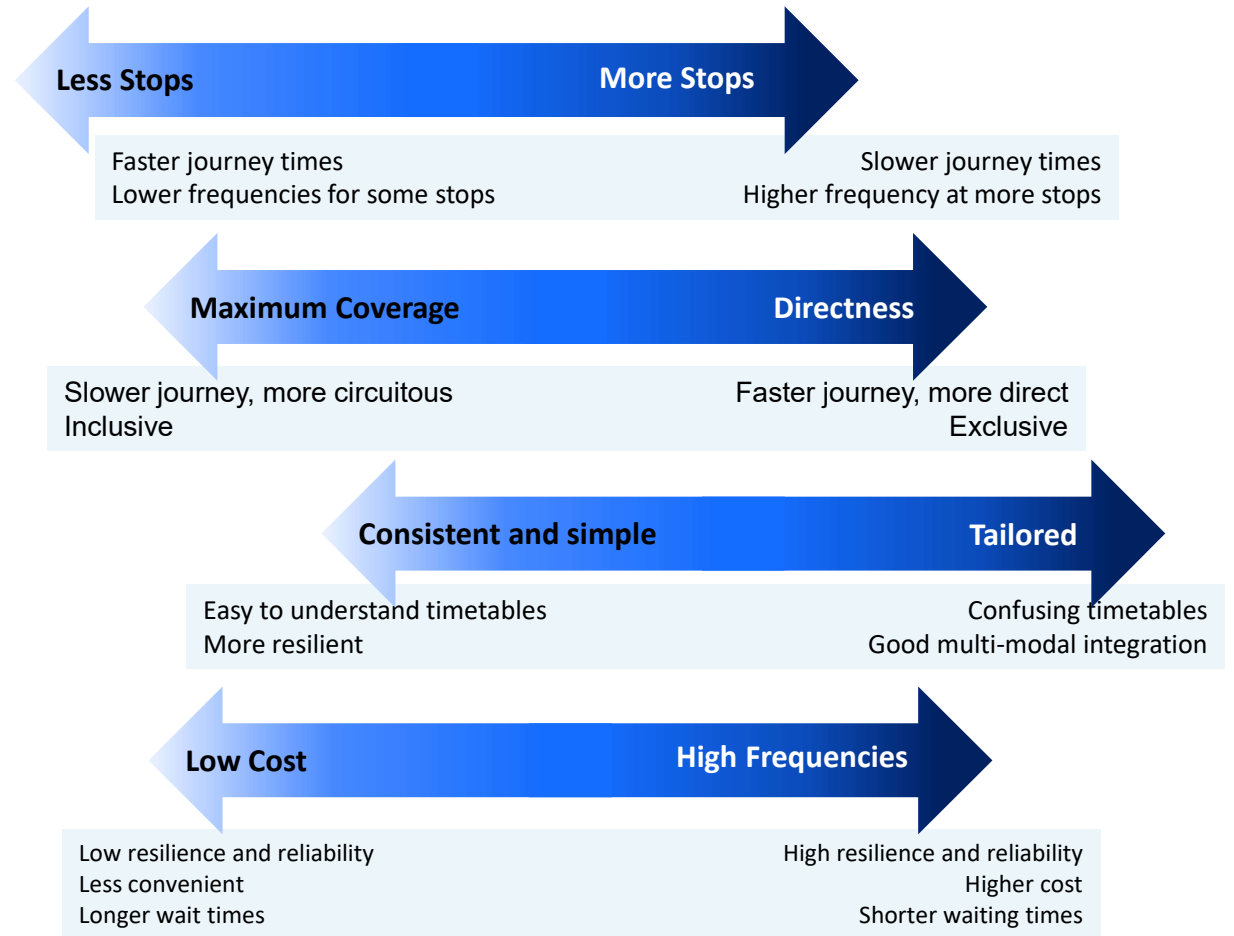 Less Stops
More Stops
Faster journey times
Lower frequencies for some stops
Slower journey times
Higher frequency at more stops
Maximum Coverage
Directness
Slower journey, more circuitous
Inclusive
Faster journey, more direct
Exclusive
Consistent and simple
Tailored
Easy to understand timetables
More resilient
Confusing timetables
Good multi-modal integration
Low Cost
High Frequencies
Low resilience and reliability
Less convenient
Longer wait times
High resilience and reliability
Higher cost
Shorter waiting times